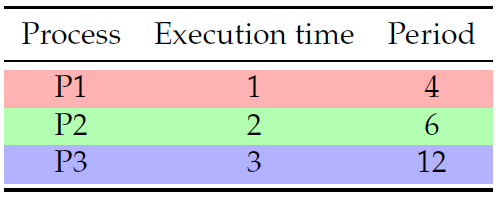 Process Execution time Period
P1 1 4
P2 2 6
P3 3 12